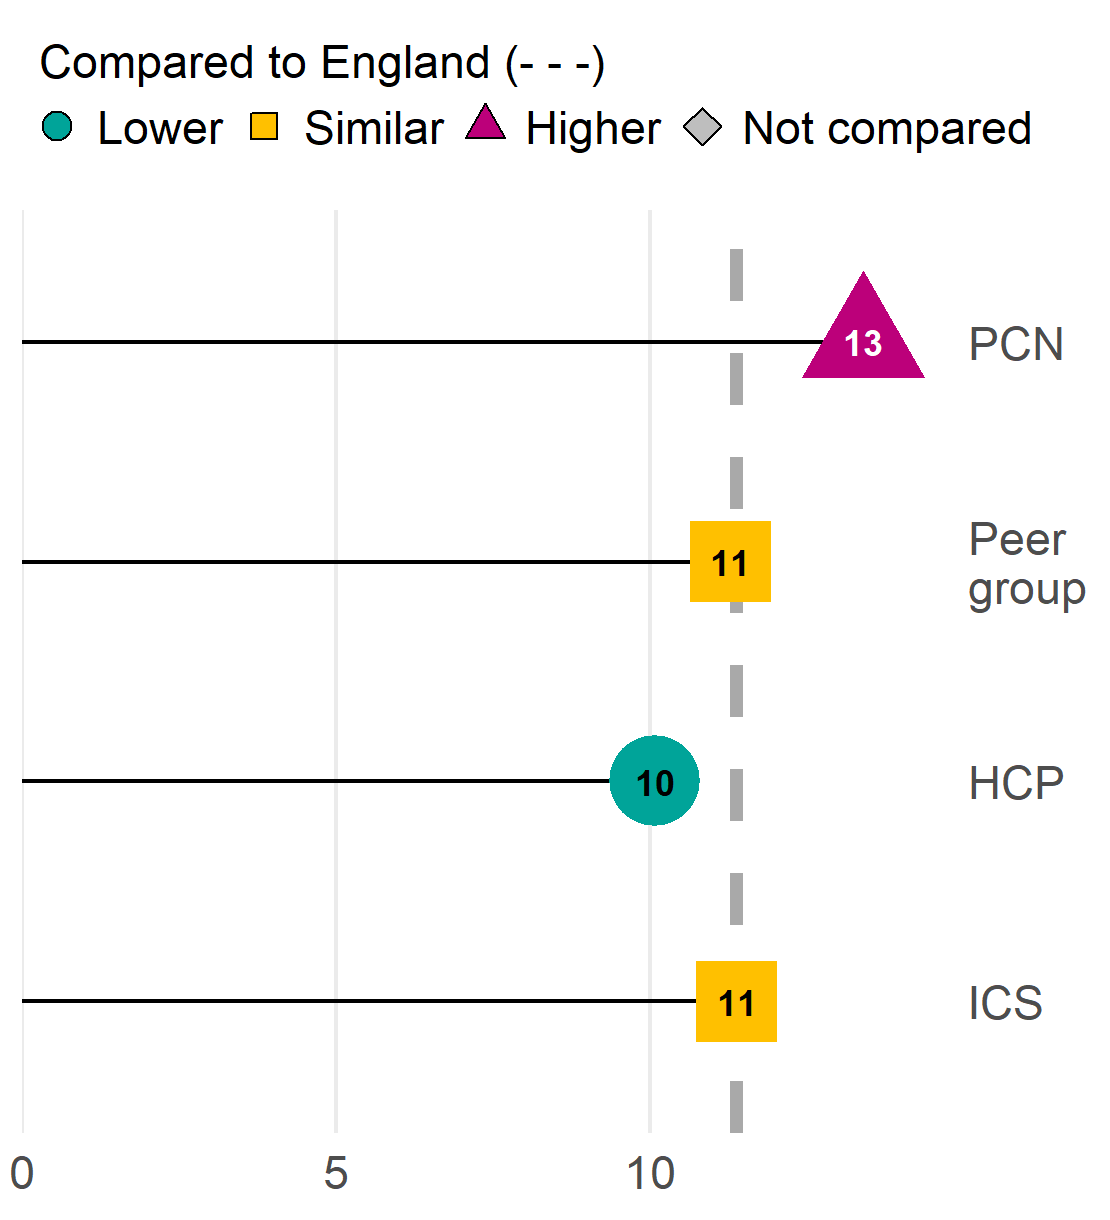 Compared to England (- - -)
Lower Similar Higher Not compared
13 PCN
11 Peer
group
10 HCP
11 ICS
0 5 10